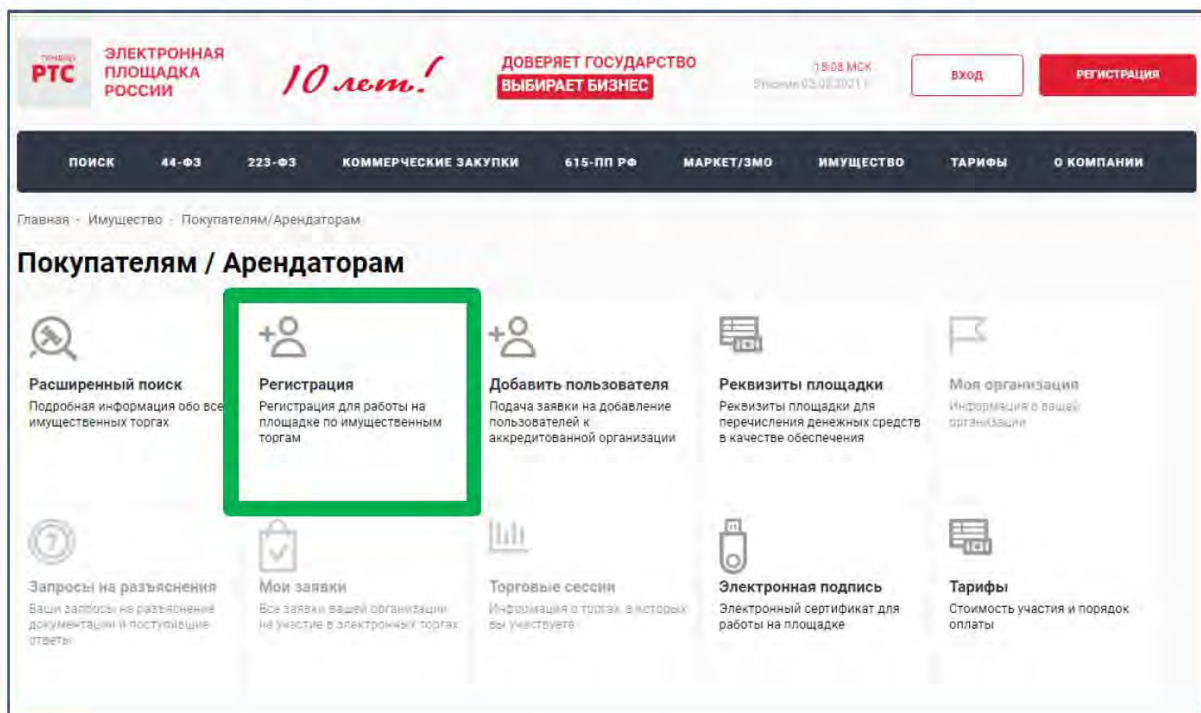 ТЕНДЕР
РТС
ЭЛЕКТРОННАЯ
ПЛОЩАДКА
РОССИИ
10 лет!
ДОВЕРЯЕТ ГОСУДАРСТВО
ВЫБИРАЕТ БИЗНЕС
МСК
ВХОД
РЕГИСТРАЦИЯ
ПОИСК 44-ФЗ 223-ФЗ КОММЕРЧЕСКИЕ ЗАКУПКИ 615-ПП РФ МАРКЕТ/ЗМО ИМУЩЕСТВО ТАРИФЫ О КОМПАНИИ
Главная - Имущество - Покупателям/Арендаторам
Покупателям / Арендаторам
Расширенный поиск
Подробная информация обо все
имущественных торгах
Регистрация
Регистрация для работы на
площадке по имущественным
торгам
Добавить пользователя
Подача заявки на добавление
пользователей к
аккредитованной организации
Реквизиты площадки
Реквизиты площадки для
перечисления денежных средств
в качестве обеспечения
Моя организация
Информация о вашей
организации
Запросы на разъяснения
Ваши запросы на разъяснение
документации и поступившие
ответы
Мои заявки
Все заявки вашей организации
на участие в электронных торгах
Торговые сессии
Информация о торгах, в которых
вы участвуете
Электронная подпись
Электронный сертификат для
работы на площадке
Тарифы
Стоимость участия и порядок
оплаты